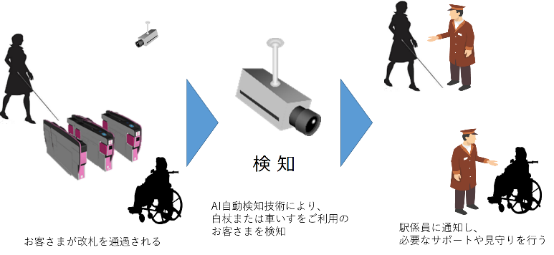 検 知
AI自動検知技術により、
白杖または車いすをご利用の
お客さまを検知
お客さまが改札を通過される
駅係員に通知し、
必要なサポートや見守りを行う